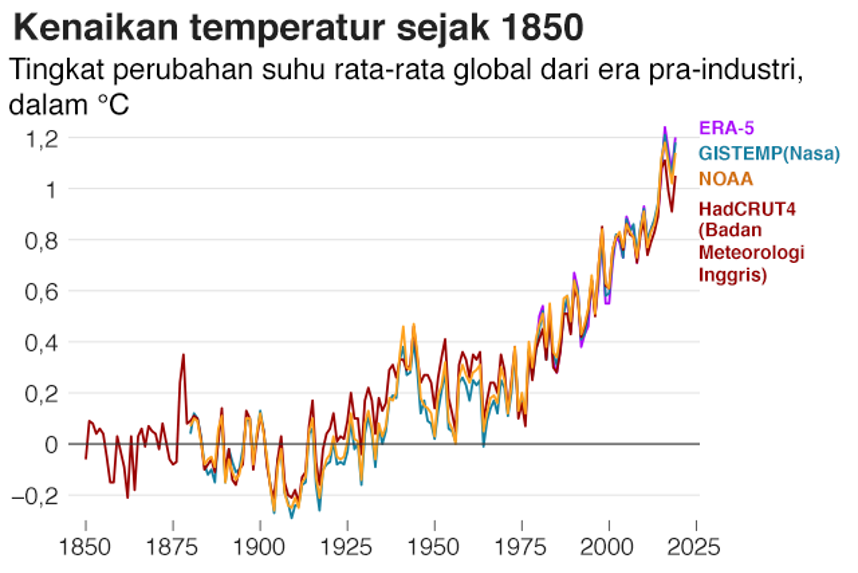 Kenaikan temperatur sejak 1850
Tingkat perubahan suhu rata-rata global dari era pra-industri,
dalam °C
1,2
1
0,8
0,6
0,4
0,2
0
−0,2
1850 1875 1900 1925 1950 1975 2000 2025
ERA-5
GISTEMP(Nasa)
NOAA
HadCRUT4
(Badan
Meteorologi
Inggris)